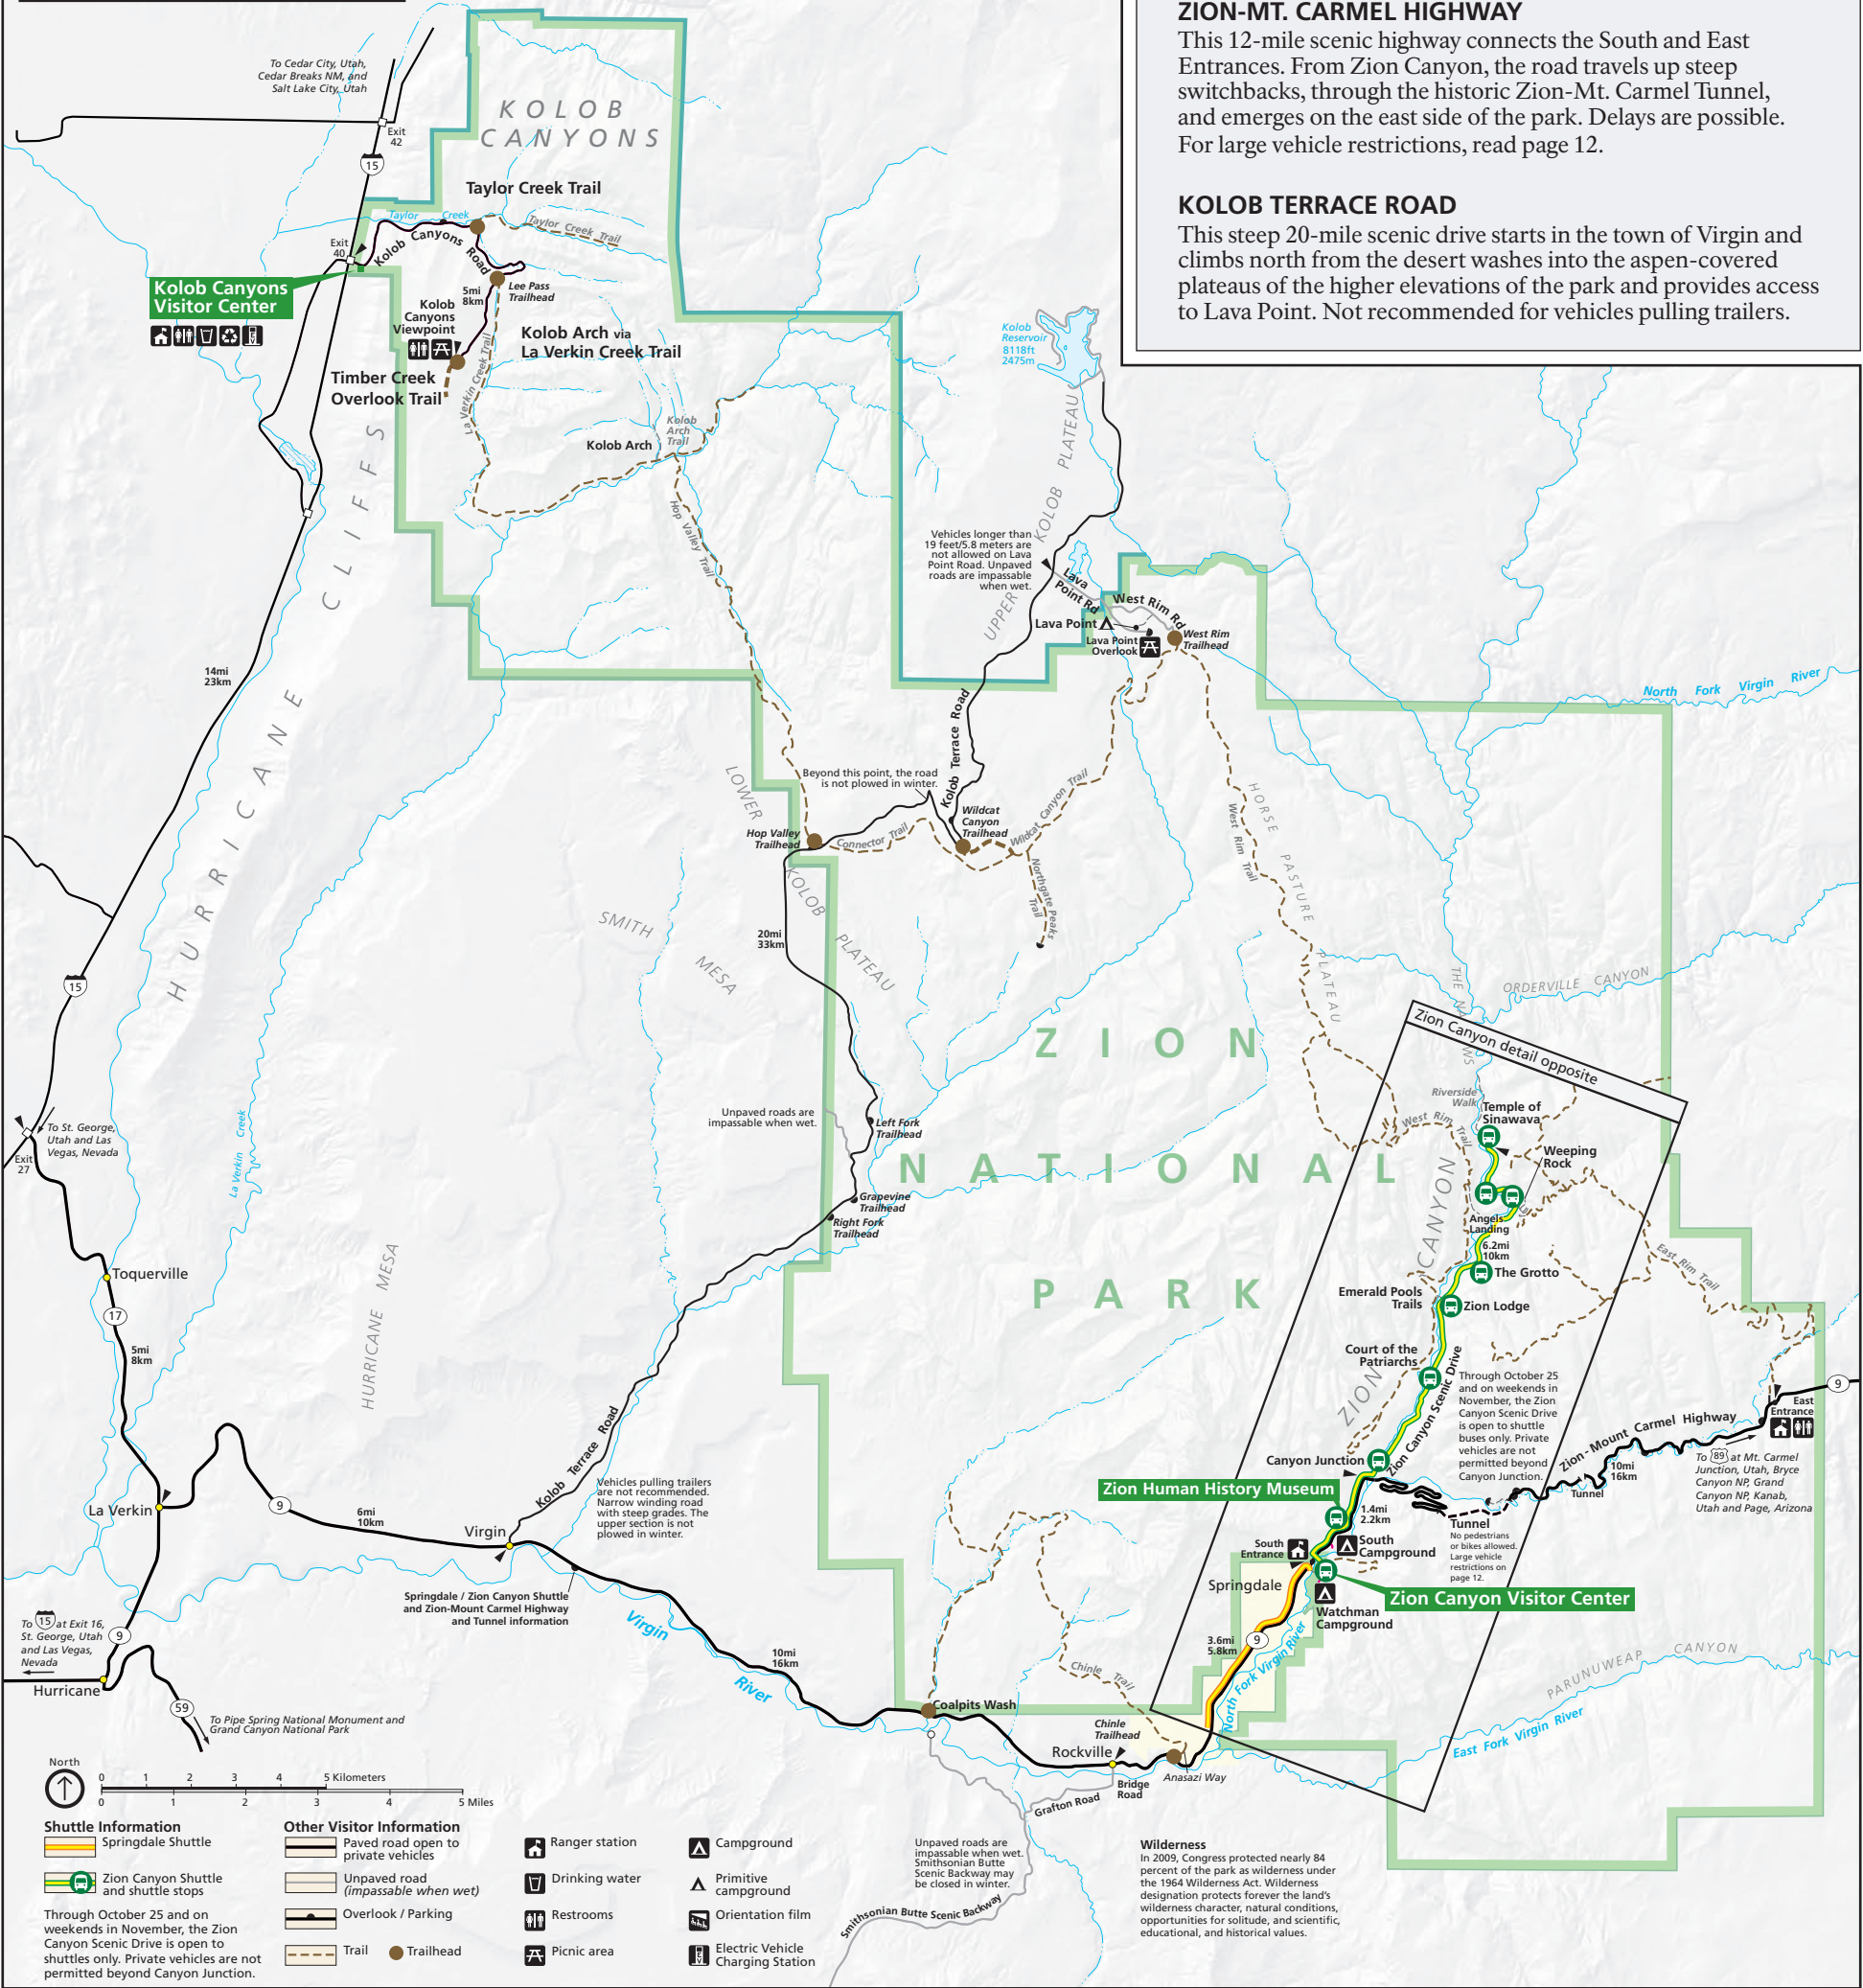 ZION-MT. CARMEL HIGHWAY
This 12-mile scenic highway connects the South and East
Entrances. From Zion Canyon, the road travels up steep
switchbacks, through the historic Zion-Mt. Carmel Tunnel,
and emerges on the east side of the park. Delays are possible.
For large vehicle restrictions, read page 12.
KOLOB TERRACE ROAD
This steep 20-mile scenic drive starts in the town of Virgin and
climbs north from the desert washes into the aspen-covered
plateaus of the higher elevations of the park and provides access
to Lava Point. Not recommended for vehicles pulling trailers.
To Cedar City, Utah,
Cedar Breaks NM, and
Salt Lake City, Utah
Exit
42
15
KOLOB
CANYONS
Taylor Creek Trail
Taylor Creek
Taylor Creek Trail
Exit
40
Kolob Canyons Road
Kolob Canyons
Visitor Center
5mi
8km
Lee Pass
Trailhead
Kolob
Canyons
Viewpoint
Kolob Arch via
La Verkin Creek Trail
Timber Creek
Overlook Trail
La Verkin Creek Trail
Kolob
Arch
Trail
Kolob Arch
Hop Valley Trail
Kolob
Reservoir
8118ft
2475m
UPPER KOLOB PLATEAU
Vehicles longer than
19 feet/5.8 meters are
not allowed on Lava
Point Road. Unpaved
roads are impassable
when wet.
Lava
Point Rd
West Rim Rd
Lava Point
Lava Point
Overlook
West Rim
Trailhead
North Fork Virgin River
HURRICANE CLIFFS
14mi
23km
Kolob Terrace Road
Beyond this point, the road
is not plowed in winter.
Wildcat
Canyon
Trailhead
Wildcat Canyon Trail
Hop Valley
Trailhead
Connector Trail
Northgate Peaks
Trail
West Rim Trail
HORSE PASTURE PLATEAU
LOWER KOLOB PLATEAU
20mi
33km
SMITH
MESA
15
THE NARROWS
ORDERVILLE CANYON
ZION
NATIONAL
PARK
Zion Canyon detail opposite
Unpaved roads are
impassable when wet.
Left Fork
Trailhead
Grapevine
Trailhead
Right Fork
Trailhead
To St. George,
Utah and Las
Vegas, Nevada
Exit
27
La Verkin Creek
Riverside
Walk
Temple of
Sinawava
West Rim Trail
Weeping
Rock
Angels
Landing
6.2mi
10km
The Grotto
Emerald Pools
Trails
Zion Lodge
East Rim Trail
ZION CANYON
Court of the
Patriarchs
Zion Canyon Scenic Drive
Through October 25
and on weekends in
November, the Zion
Canyon Scenic Drive
is open to shuttle
buses only. Private
vehicles are not
permitted beyond
Canyon Junction.
Toquerville
17
5mi
8km
HURRICANE MESA
9
East
Entrance
Zion-Mount Carmel Highway
To 89 at Mt. Carmel
Junction, Utah, Bryce
Canyon NP, Grand
Canyon NP, Kanab,
Utah and Page, Arizona
10mi
16km
Tunnel
Canyon Junction
Zion Human History Museum
1.4mi
2.2km
Tunnel
No pedestrians
or bikes allowed.
Large vehicle
restrictions on
page 12.
South
Entrance
South
Campground
Springdale
Zion Canyon Visitor Center
Watchman
Campground
3.6mi
5.8km
9
North Fork Virgin River
La Verkin
9
6mi
10km
Virgin
Kolob Terrace Road
Vehicles pulling trailers
are not recommended.
Narrow winding road
with steep grades. The
upper section is not
plowed in winter.
Springdale / Zion Canyon Shuttle
and Zion-Mount Carmel Highway
and Tunnel information
Virgin
River
10mi
16km
To 15 at Exit 16,
St. George, Utah
and Las Vegas,
Nevada
9
Hurricane
59
To Pipe Spring National Monument and
Grand Canyon National Park
Chinle Trail
Coalpits Wash
Chinle
Trailhead
Rockville
Bridge
Road
Anasazi Way
Grafton Road
PARUNUWEAP CANYON
East Fork Virgin River
North
0 1 2 3 4 5 Kilometers
0 1 2 3 4 5 Miles
Shuttle Information
Springdale Shuttle
Zion Canyon Shuttle
and shuttle stops
Through October 25 and on
weekends in November, the Zion
Canyon Scenic Drive is open to
shuttles only. Private vehicles are not
permitted beyond Canyon Junction.
Other Visitor Information
Paved road open to
private vehicles
Unpaved road
(impassable when wet)
Overlook / Parking
Trail
Trailhead
Ranger station
Drinking water
Restrooms
Picnic area
Campground
Primitive
campground
Orientation film
Electric Vehicle
Charging Station
Unpaved roads are
impassable when wet.
Smithsonian Butte
Scenic Backway may
be closed in winter.
Smithsonian Butte Scenic Backway
Wilderness
In 2009, Congress protected nearly 84
percent of the park as wilderness under
the 1964 Wilderness Act. Wilderness
designation protects forever the land's
wilderness character, natural conditions,
opportunities for solitude, and scientific,
educational, and historical values.